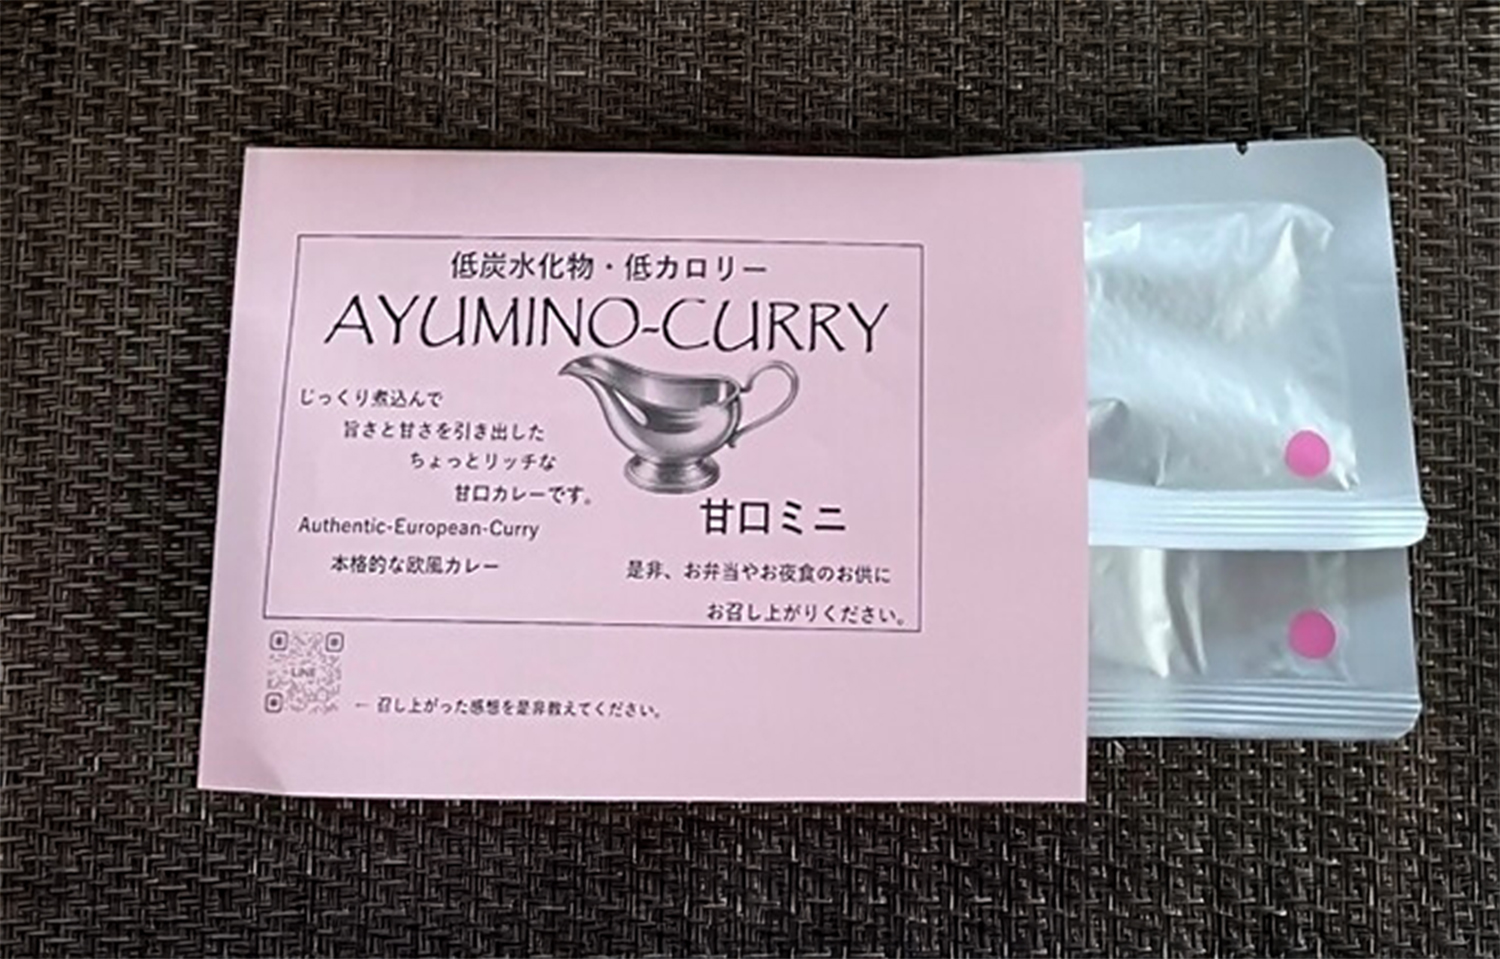 低炭水化物・低カロリー
AYUMINO-CURRY
じっくり煮込んで
旨さと甘さを引き出した
ちょっとリッチな
甘口カレーです。
Authentic-European-Curry
本格的な欧風カレー
甘口ミニ
是非、お弁当やお夜食のお供に
お召し上がりください。
LINE
← 召し上がった感想を是非教えてください。